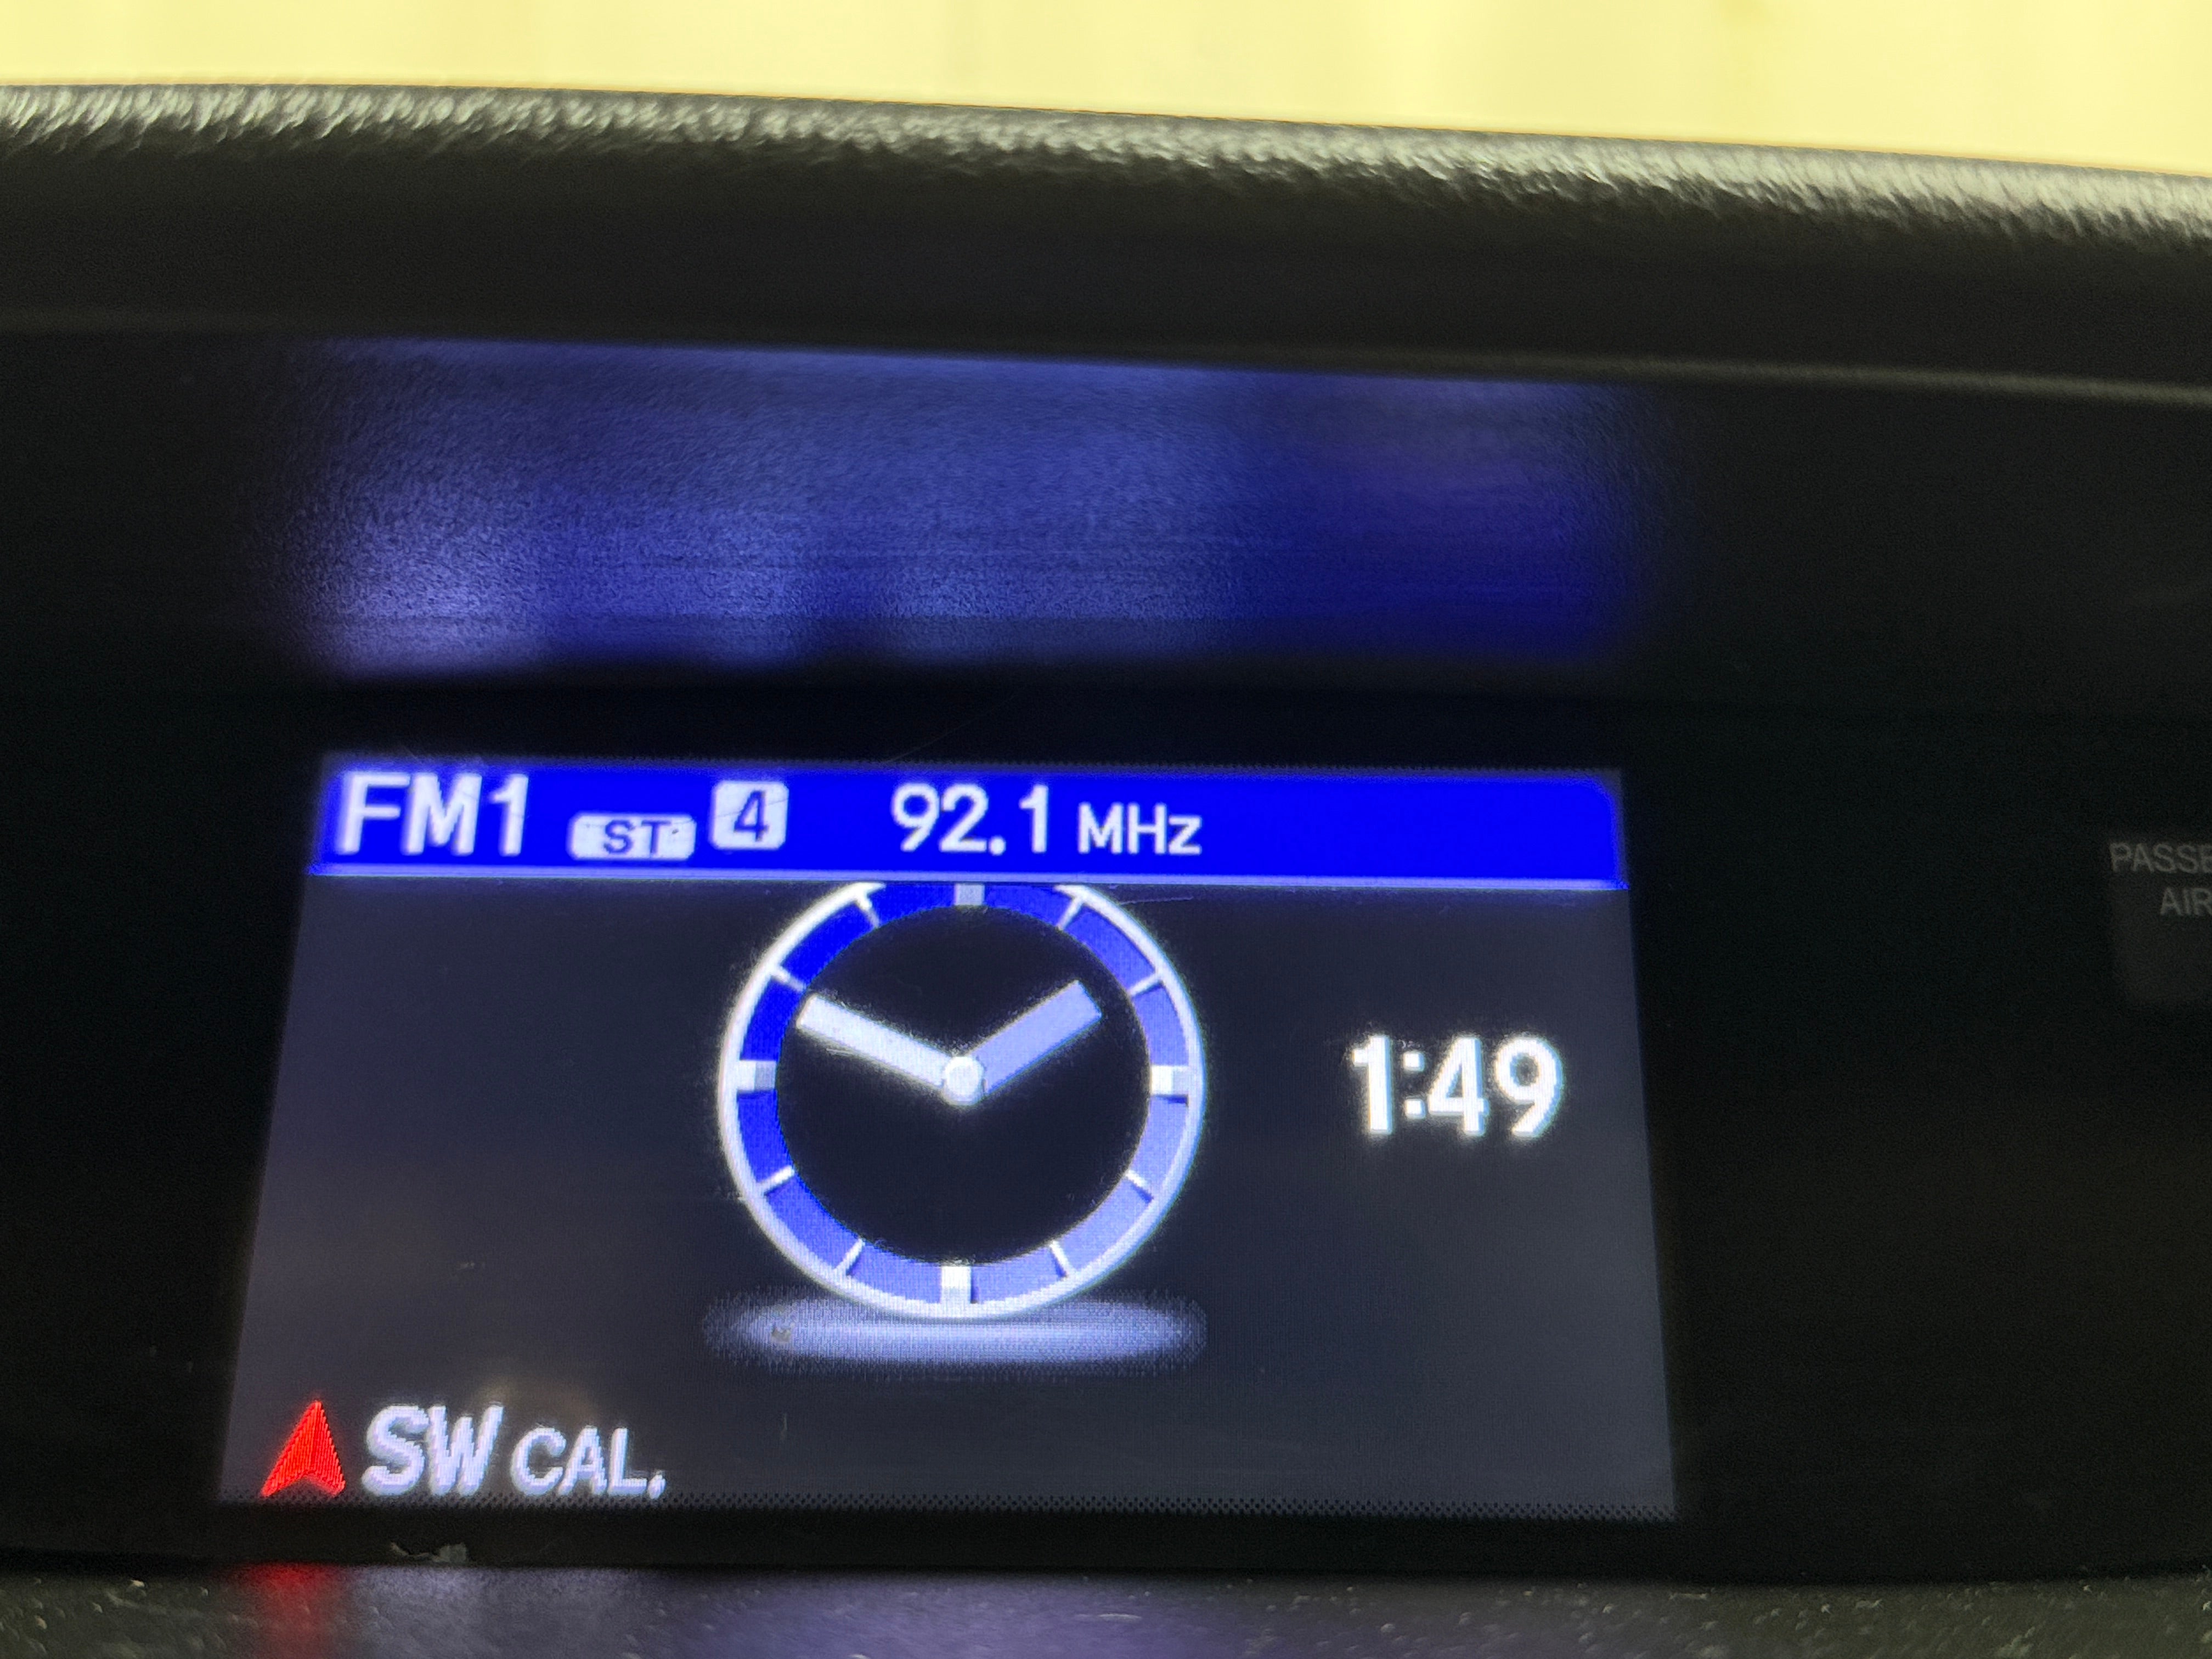 FM1 ST 4 92.1 MHz
1:49
SW CAL.
PASSE
AIR